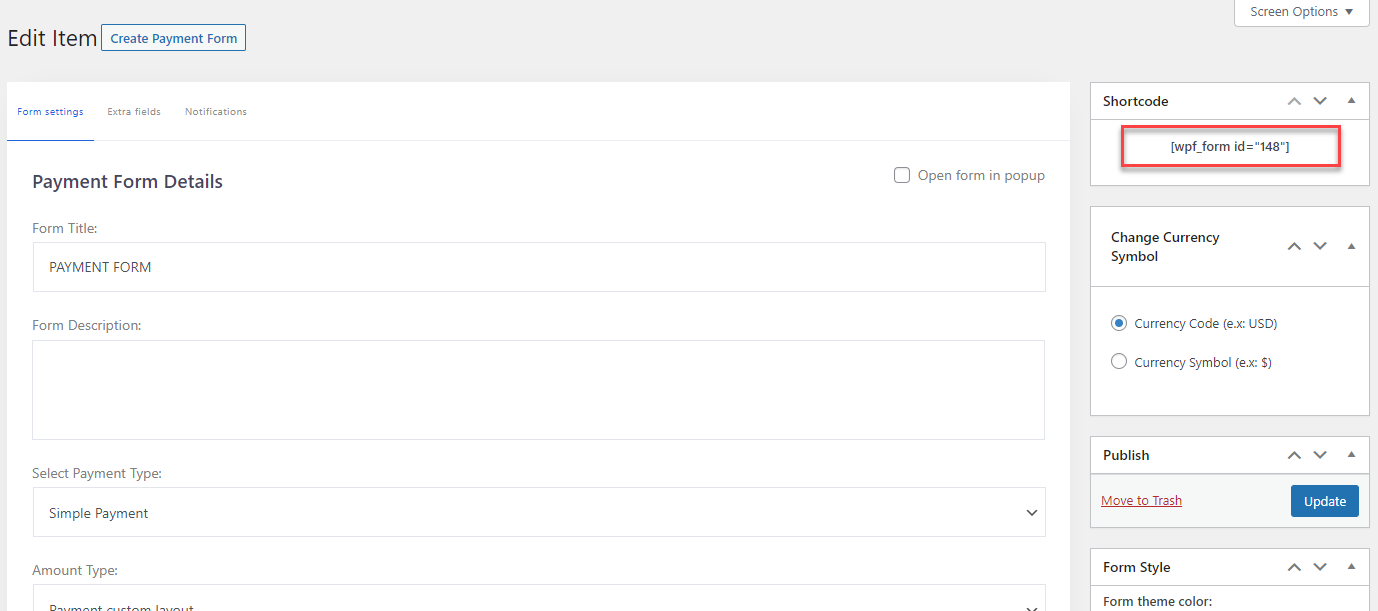 Screen Options
Edit Item Create Payment Form
Form settings Extra fields Notifications
Payment Form Details
Open form in popup
Form Title:
PAYMENT FORM
Form Description:
Select Payment Type:
Simple Payment
Amount Type:
Payment custom layout
Shortcode
[wpf_form id="148"]
Change Currency
Symbol
Currency Code (e.x: USD)
Currency Symbol (e.x: $)
Publish
Move to Trash Update
Form Style
Form theme color: